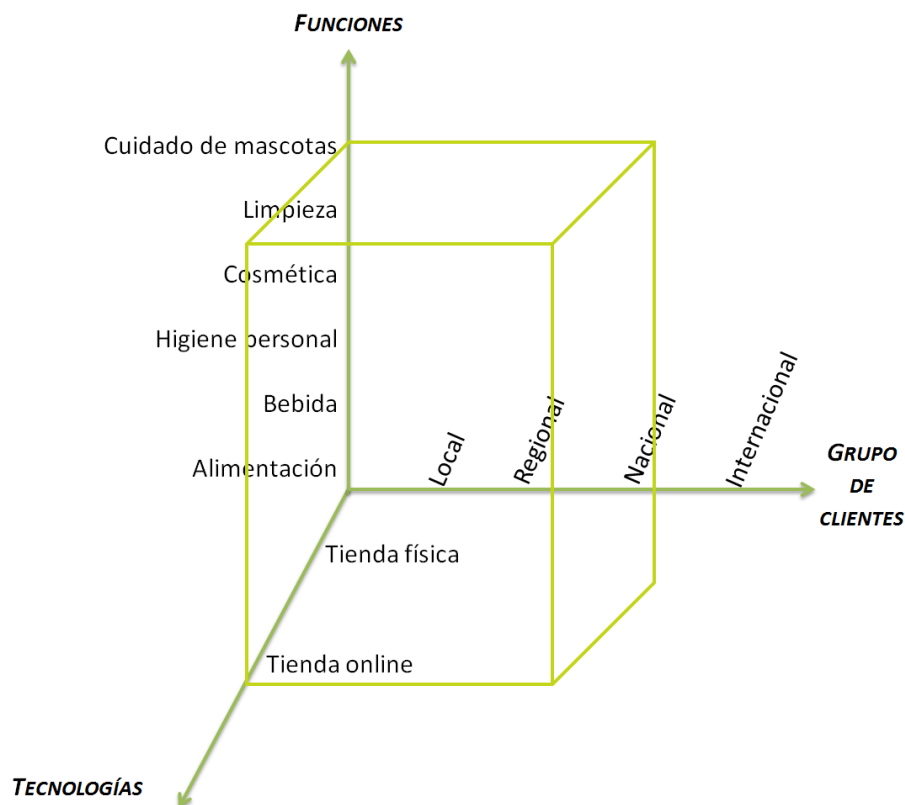 FUNCIONES
Cuidado de mascotas
Limpieza
Cosmética
Higiene personal
Bebida
Alimentación
Local
Regional
Nacional
Internacional
GRUPO
DE
CLIENTES
Tienda física
Tienda online
TECNOLOGÍAS